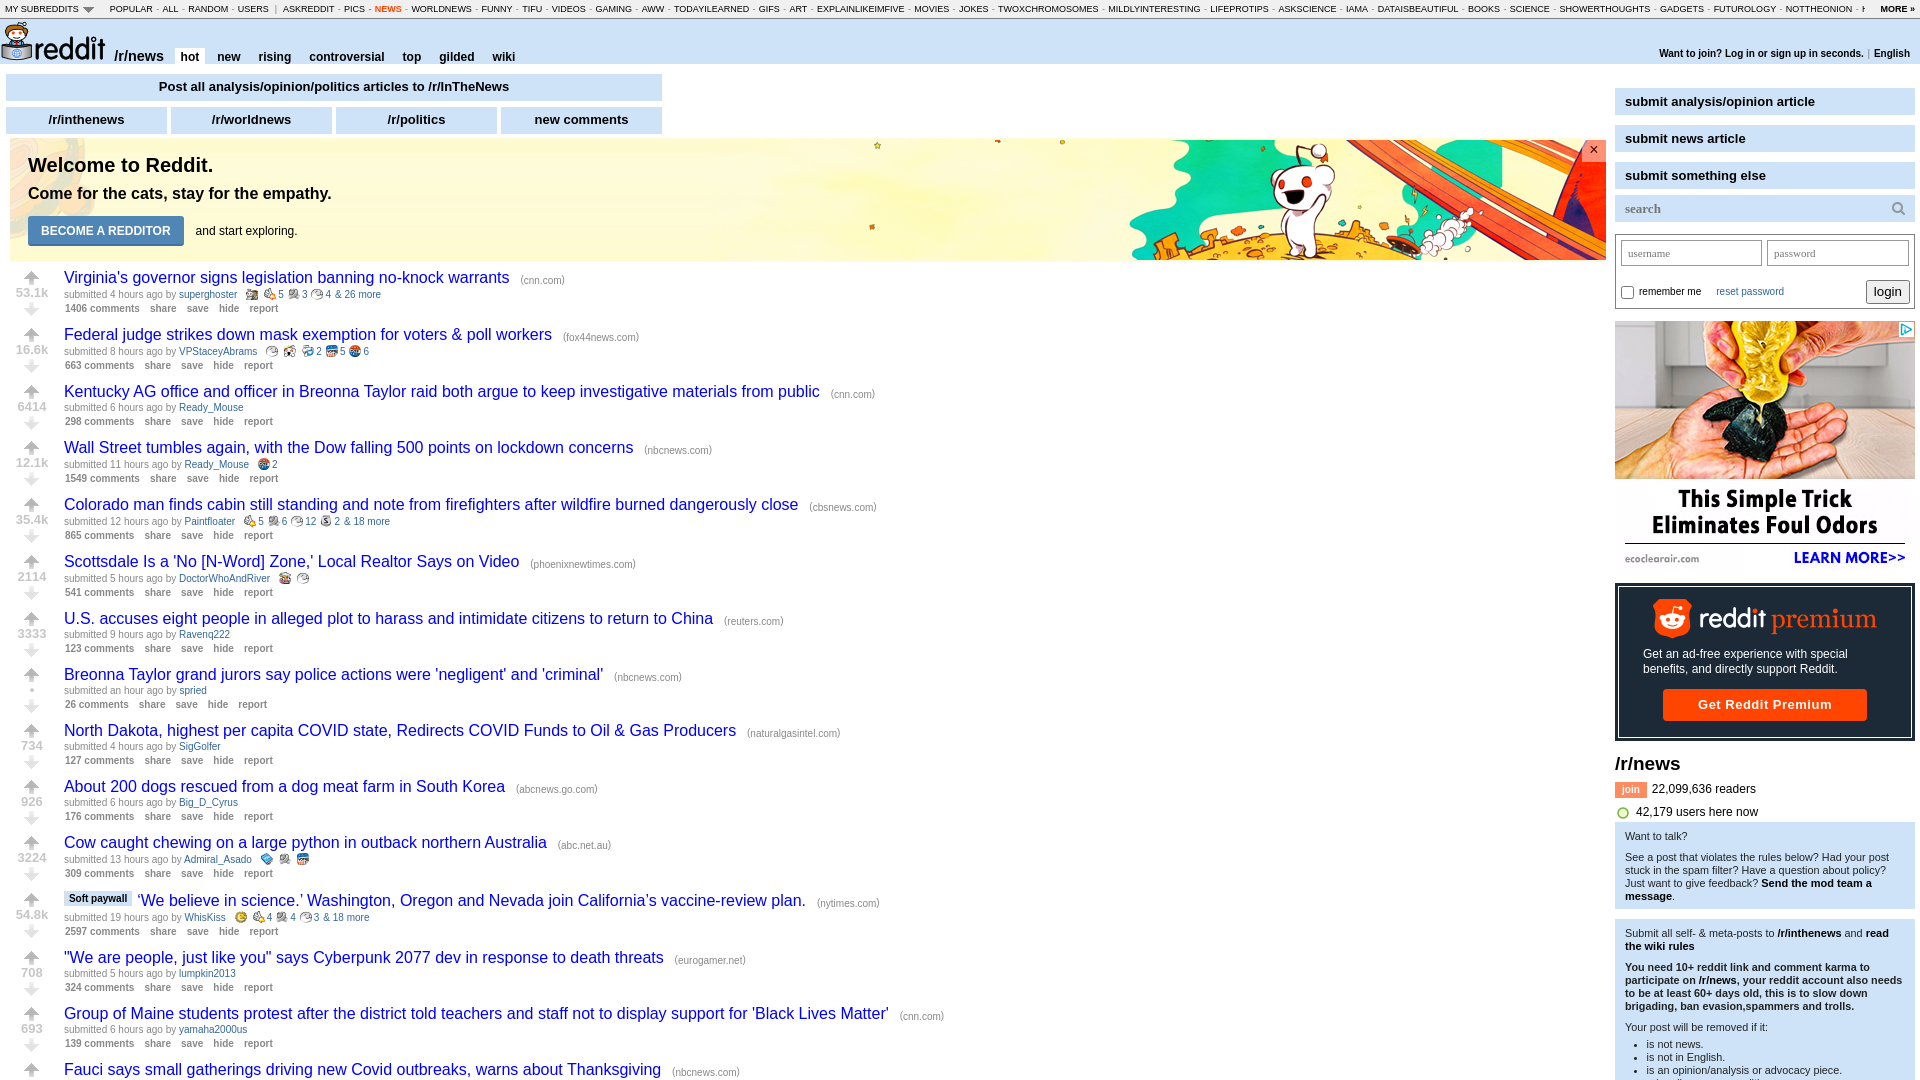 MY SUBREDDITS POPULAR - ALL - RANDOM - USERS | ASKREDDIT - PICS - NEWS - WORLDNEWS - FUNNY - TIFU - VIDEOS - GAMING - AWW - TODAYILEARNED - GIFS - ART - EXPLAINLIKEIMFIVE - MOVIES - JOKES - TWOXCHROMOSOMES - MILDLYINTERESTING - LIFEPROTIPS - ASKSCIENCE - IAMA - DATAISBEAUTIFUL - BOOKS - SCIENCE - SHOWERTHOUGHTS - GADGETS - FUTUROLOGY - NOTTHEONION - MORE »
reddit /r/news hot new rising controversial top gilded wiki
Want to join? Log in or sign up in seconds. | English
Post all analysis/opinion/politics articles to /r/InTheNews
/r/inthenews /r/worldnews /r/politics new comments
Welcome to Reddit.
Come for the cats, stay for the empathy.
BECOME A REDDITOR and start exploring.
×
Virginia's governor signs legislation banning no-knock warrants (cnn.com)
53.1k
submitted 4 hours ago by superghoster 5 3 4 & 26 more
1406 comments share save hide report
Federal judge strikes down mask exemption for voters & poll workers (fox44news.com)
16.6k
submitted 8 hours ago by VPStaceyAbrams 2 5 6
663 comments share save hide report
Kentucky AG office and officer in Breonna Taylor raid both argue to keep investigative materials from public (cnn.com)
6414
submitted 6 hours ago by Ready_Mouse
298 comments share save hide report
Wall Street tumbles again, with the Dow falling 500 points on lockdown concerns (nbcnews.com)
12.1k
submitted 11 hours ago by Ready_Mouse 2
1549 comments share save hide report
Colorado man finds cabin still standing and note from firefighters after wildfire burned dangerously close (cbsnews.com)
35.4k
submitted 12 hours ago by Paintfloater 5 6 12 2 & 18 more
865 comments share save hide report
Scottsdale Is a 'No [N-Word] Zone,' Local Realtor Says on Video (phoenixnewtimes.com)
2114
submitted 5 hours ago by DoctorWhoAndRiver
541 comments share save hide report
U.S. accuses eight people in alleged plot to harass and intimidate citizens to return to China (reuters.com)
3333
submitted 9 hours ago by Ravenq222
123 comments share save hide report
Breonna Taylor grand jurors say police actions were 'negligent' and 'criminal' (nbcnews.com)
•
submitted an hour ago by spried
26 comments share save hide report
North Dakota, highest per capita COVID state, Redirects COVID Funds to Oil & Gas Producers (naturalgasintel.com)
734
submitted 4 hours ago by SigGolfer
127 comments share save hide report
About 200 dogs rescued from a dog meat farm in South Korea (abcnews.go.com)
926
submitted 6 hours ago by Big_D_Cyrus
176 comments share save hide report
Cow caught chewing on a large python in outback northern Australia (abc.net.au)
3224
submitted 13 hours ago by Admiral_Asado
309 comments share save hide report
Soft paywall ‘We believe in science.’ Washington, Oregon and Nevada join California’s vaccine-review plan. (nytimes.com)
54.8k
submitted 19 hours ago by WhisKiss 4 4 3 & 18 more
2597 comments share save hide report
"We are people, just like you" says Cyberpunk 2077 dev in response to death threats (eurogamer.net)
708
submitted 5 hours ago by lumpkin2013
324 comments share save hide report
Group of Maine students protest after the district told teachers and staff not to display support for 'Black Lives Matter' (cnn.com)
693
submitted 6 hours ago by yamaha2000us
139 comments share save hide report
Fauci says small gatherings driving new Covid outbreaks, warns about Thanksgiving (nbcnews.com)
submit analysis/opinion article
submit news article
submit something else
search
username password
remember me reset password login
This Simple Trick
Eliminates Foul Odors
ecoclearair.com LEARN MORE>>
reddit premium
Get an ad-free experience with special
benefits, and directly support Reddit.
Get Reddit Premium
/r/news
join 22,099,636 readers
42,179 users here now
Want to talk?
See a post that violates the rules below? Had your post
stuck in the spam filter? Have a question about policy?
Just want to give feedback? Send the mod team a
message.
Submit all self- & meta-posts to /r/inthenews and read
the wiki rules
You need 10+ reddit link and comment karma to
participate on /r/news, your reddit account also needs
to be at least 60+ days old, this is to slow down
brigading, ban evasion,spammers and trolls.
Your post will be removed if it:
• is not news.
• is not in English.
• is an opinion/analysis or advocacy piece.